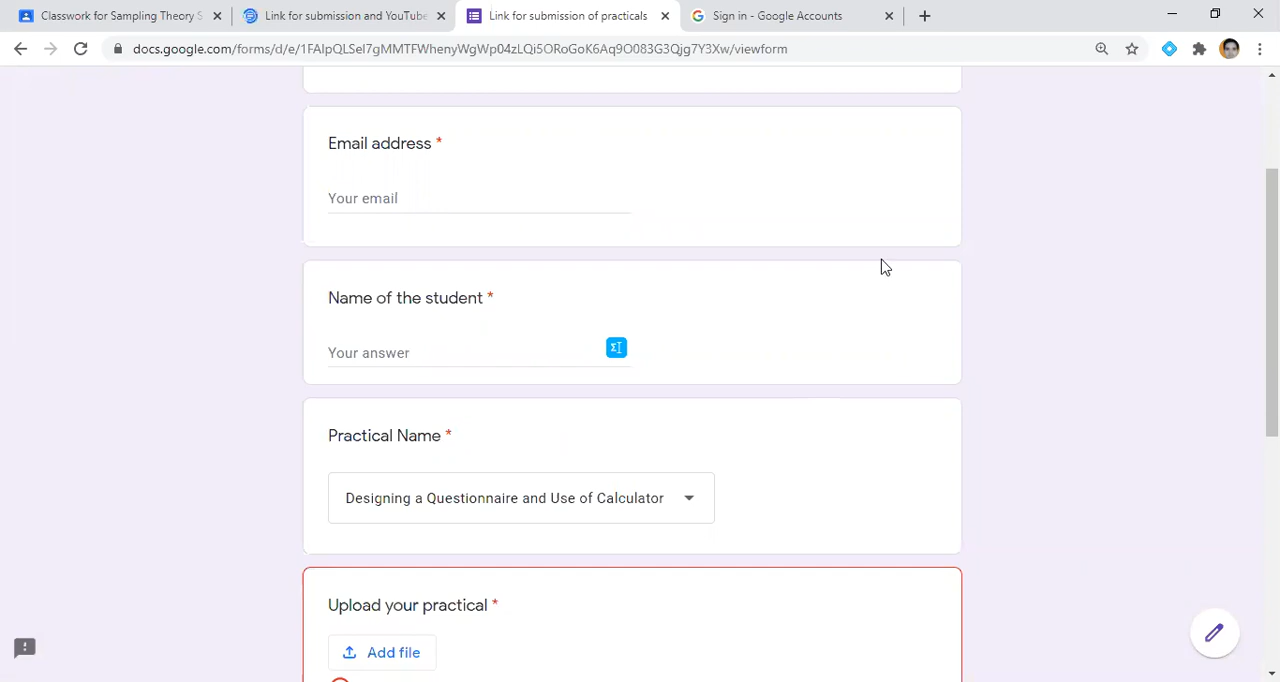 Classwork for Sampling Theory S
Link for submission and YouTube
Link for submission of practicals
Sign in - Google Accounts
docs.google.com/forms/d/e/1FAIpQLSel7gMMTFWhenyWgWp04zLQi5ORoGoK6Aq9O083G3Qjg7Y3Xw/viewform
Email address *
Your email
Name of the student *
Your answer
Practical Name *
Designing a Questionnaire and Use of Calculator
Upload your practical *
Add file